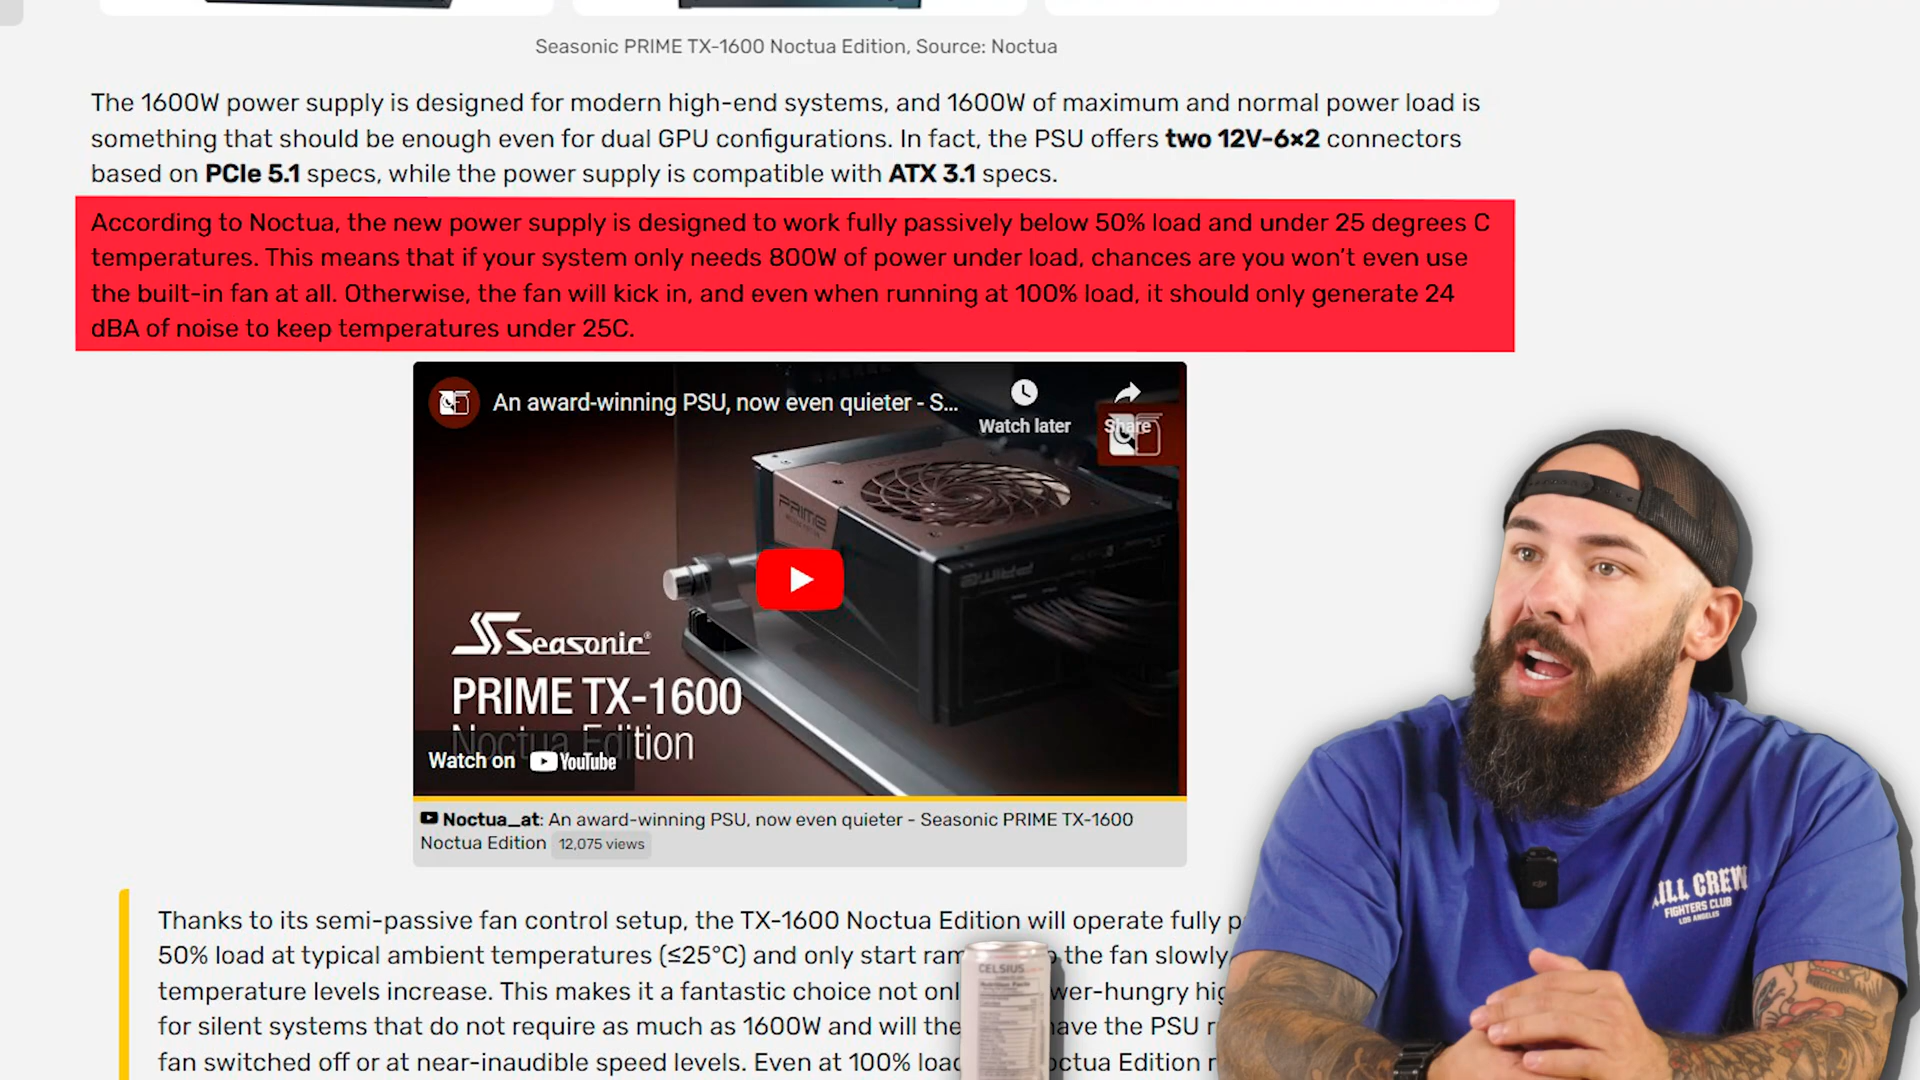 Seasonic PRIME TX-1600 Noctua Edition, Source: Noctua
The 1600W power supply is designed for modern high-end systems, and 1600W of maximum and normal power load is
something that should be enough even for dual GPU configurations. In fact, the PSU offers two 12V-6×2 connectors
based on PCIe 5.1 specs, while the power supply is compatible with ATX 3.1 specs.
According to Noctua, the new power supply is designed to work fully passively below 50% load and under 25 degrees C
temperatures. This means that if your system only needs 800W of power under load, chances are you won't even use
the built-in fan at all. Otherwise, the fan will kick in, and even when running at 100% load, it should only generate 24
dBA of noise to keep temperatures under 25C.
An award-winning PSU, now even quieter - S...
Watch later
Share
PRIME
PRIME
Seasonic®
PRIME TX-1600
Noctua Edition
Watch on YouTube
Noctua_at: An award-winning PSU, now even quieter - Seasonic PRIME TX-1600
Noctua Edition 12,075 views
Thanks to its semi-passive fan control setup, the TX-1600 Noctua Edition will operate fully p
50% load at typical ambient temperatures (≤25°C) and only start ram the fan slowly
temperature levels increase. This makes it a fantastic choice not onl wer-hungry hig
for silent systems that do not require as much as 1600W and will the ave the PSU r
fan switched off or at near-inaudible speed levels. Even at 100% loa octua Edition r
CELSIUS
Nutrition Facts
ILL CREW
FIGHTERS CLUB
LOS ANGELES